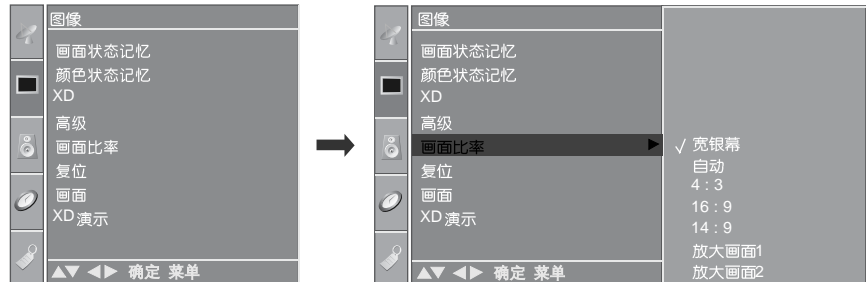 图像
画面状态记忆
颜色状态记忆
XD
高级
画面比率
复位
画面
XD演示
▲▼ ◀▶ 确定 菜单
图像
画面状态记忆
颜色状态记忆
XD
高级
画面比率 ▶
复位
画面
XD演示
▲▼ ◀▶ 确定 菜单
√ 宽银幕
自动
4 : 3
16 : 9
14 : 9
放大画面1
放大画面2